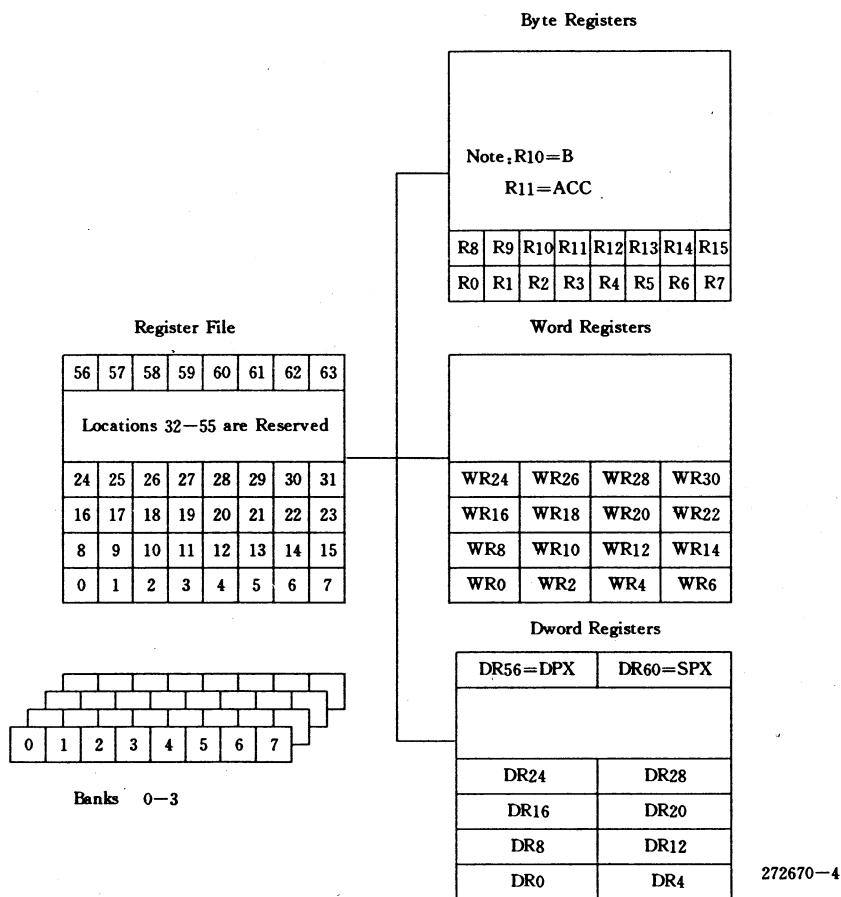 Byte Registers
Note:R10=B
R11=ACC
R8 R9 R10 R11 R12 R13 R14 R15
R0 R1 R2 R3 R4 R5 R6 R7
Register File
56 57 58 59 60 61 62 63
Locations 32—55 are Reserved
24 25 26 27 28 29 30 31
16 17 18 19 20 21 22 23
8 9 10 11 12 13 14 15
0 1 2 3 4 5 6 7
Word Registers
WR24 WR26 WR28 WR30
WR16 WR18 WR20 WR22
WR8 WR10 WR12 WR14
WR0 WR2 WR4 WR6
0 1 2 3 4 5 6 7
Banks 0—3
Dword Registers
DR56=DPX DR60=SPX
DR24 DR28
DR16 DR20
DR8 DR12
DR0 DR4
272670—4